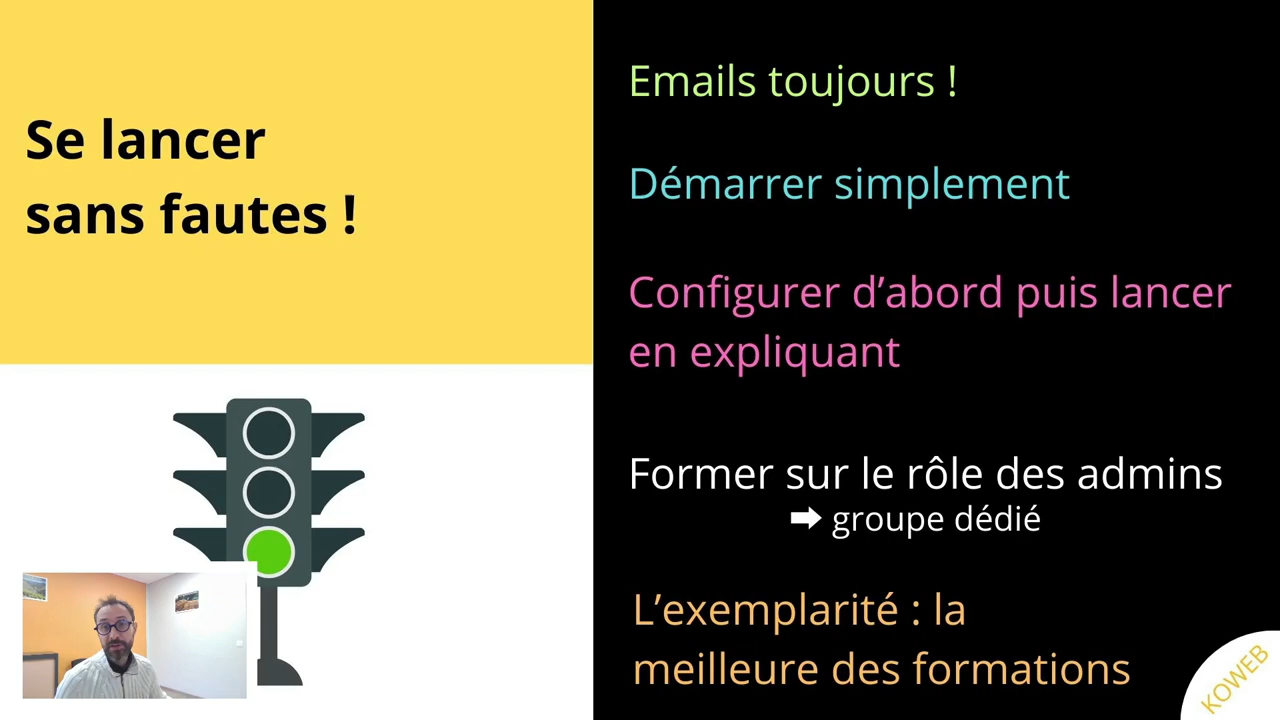 Se lancer
sans fautes !
Emails toujours !
Démarrer simplement
Configurer d’abord puis lancer
en expliquant
Former sur le rôle des admins
➡ groupe dédié
L’exemplarité : la
meilleure des formations
KOWEB